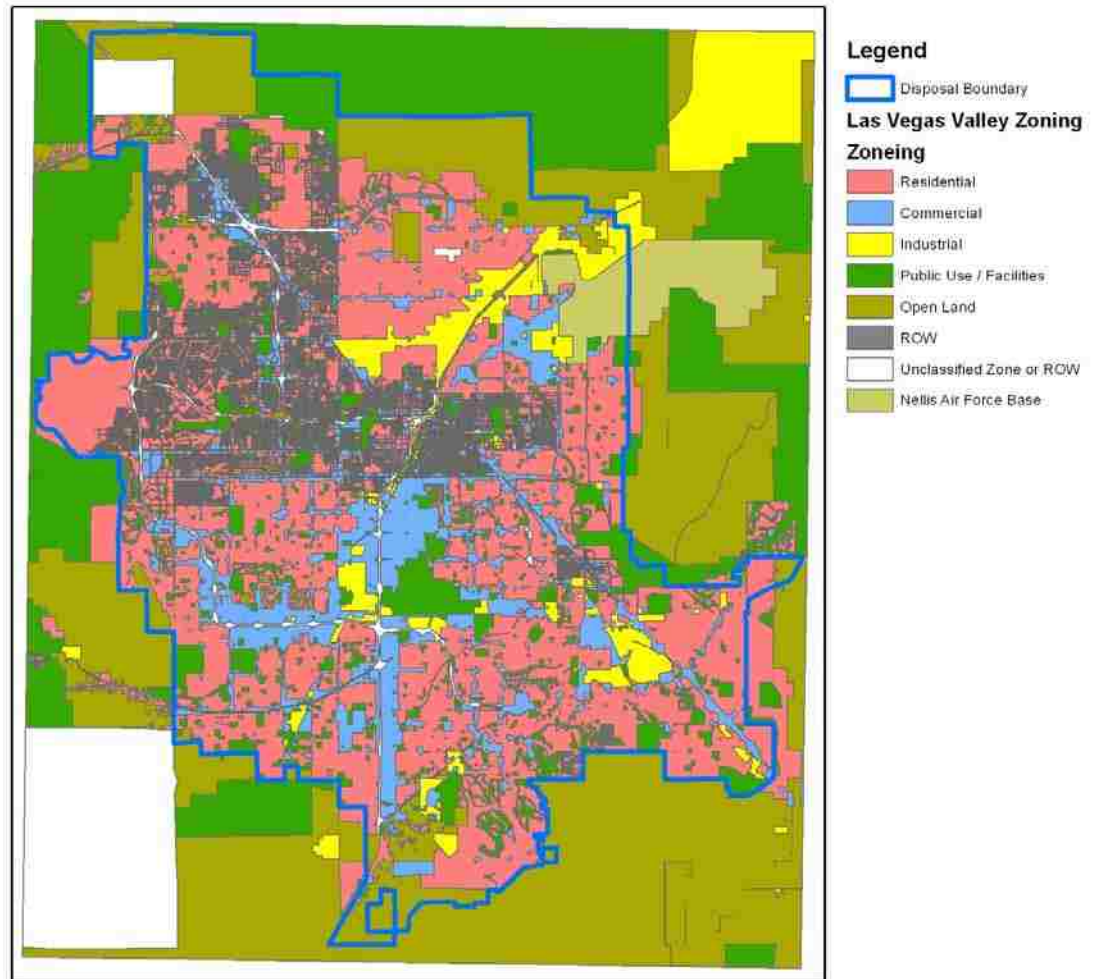 Legend
Disposal Boundary
Las Vegas Valley Zoning
Zoneing
Residential
Commercial
Industrial
Public Use / Facilities
Open Land
ROW
Unclassified Zone or ROW
Nellis Air Force Base